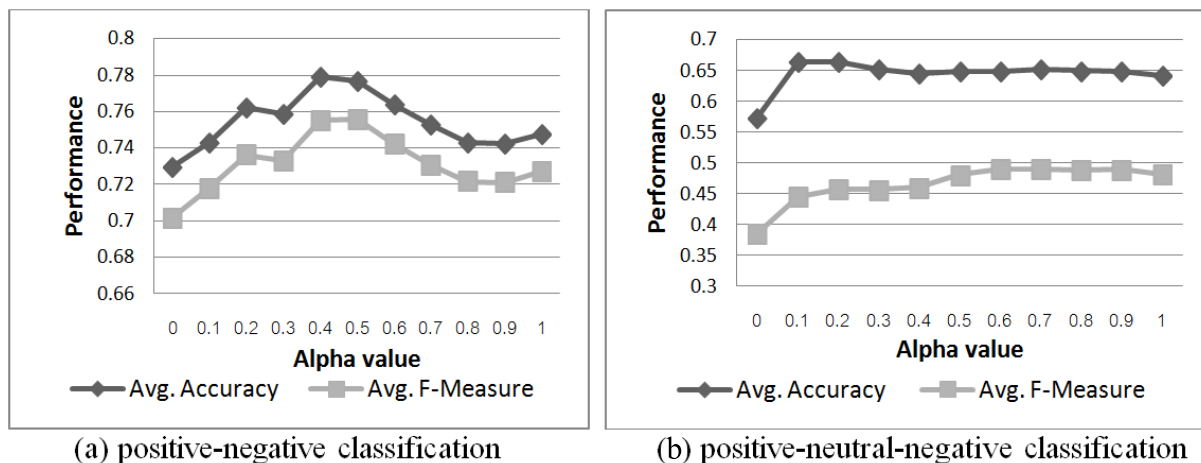 0.8
0.78
0.76
0.74
0.72
0.7
0.68
0.66
Performance
0 0.1 0.2 0.3 0.4 0.5 0.6 0.7 0.8 0.9 1
Alpha value
Avg. Accuracy Avg. F-Measure
(a) positive-negative classification
0.7
0.65
0.6
0.55
0.5
0.45
0.4
0.35
0.3
Performance
0 0.1 0.2 0.3 0.4 0.5 0.6 0.7 0.8 0.9 1
Alpha value
Avg. Accuracy Avg. F-Measure
(b) positive-neutral-negative classification